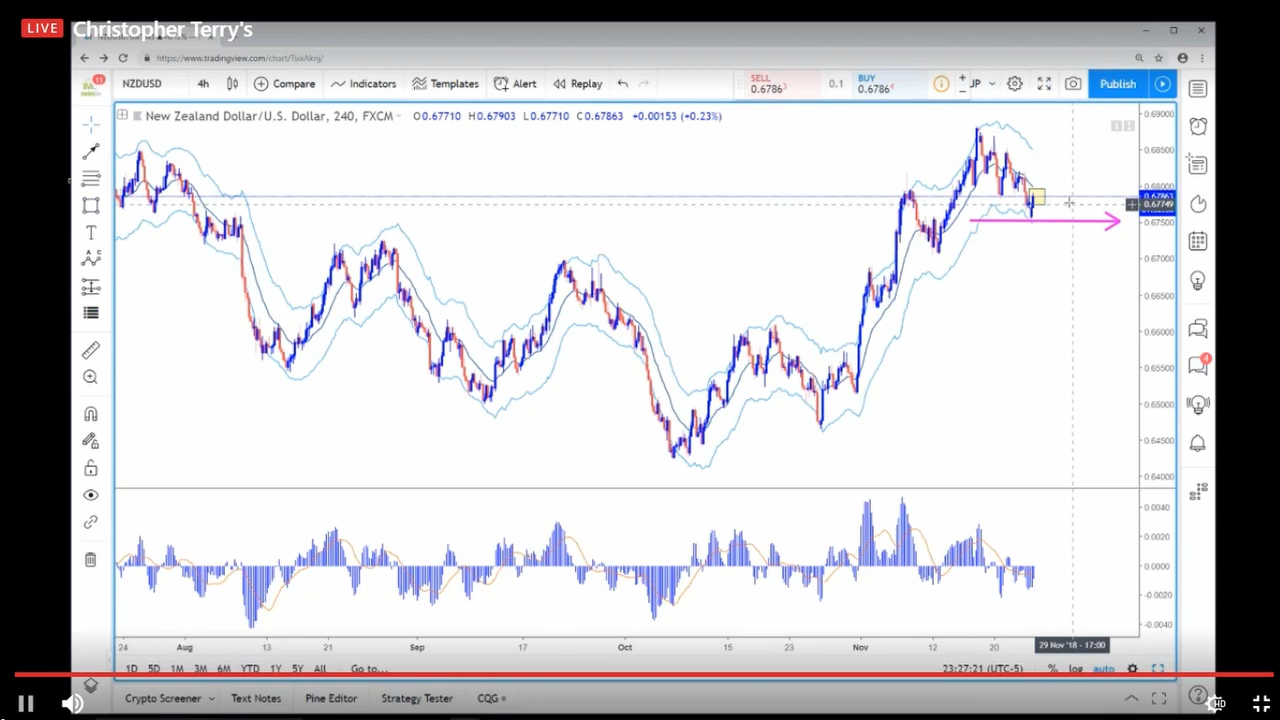 LIVE Christopher Terry's
https://www.tradingview.com/chart/TsixAknj/
11
NZDUSD 4h Compare Indicators Templates Alert Replay SELL 0.6786 0.1 BUY 0.6786 JP Publish
New Zealand Dollar/U.S. Dollar, 240, FXCM O0.67710 H0.67903 L0.67710 C0.67863 +0.00153 (+0.23%)
0.69000
0.68500
0.68000
0.67863
0.67749
0.67500
0.67000
0.66500
0.66000
0.65500
0.65000
0.64500
0.64000
4
0.0040
0.0020
0.0000
-0.0020
-0.0040
24 Aug 13 21 Sep 17 Oct 15 23 Nov 12 20 29 Nov '18 - 17:00
1D 5D 1M 3M 6M YTD 1Y 5Y All Go to... 23:27:21 (UTC-5) % log auto
Crypto Screener Text Notes Pine Editor Strategy Tester CQG
HD